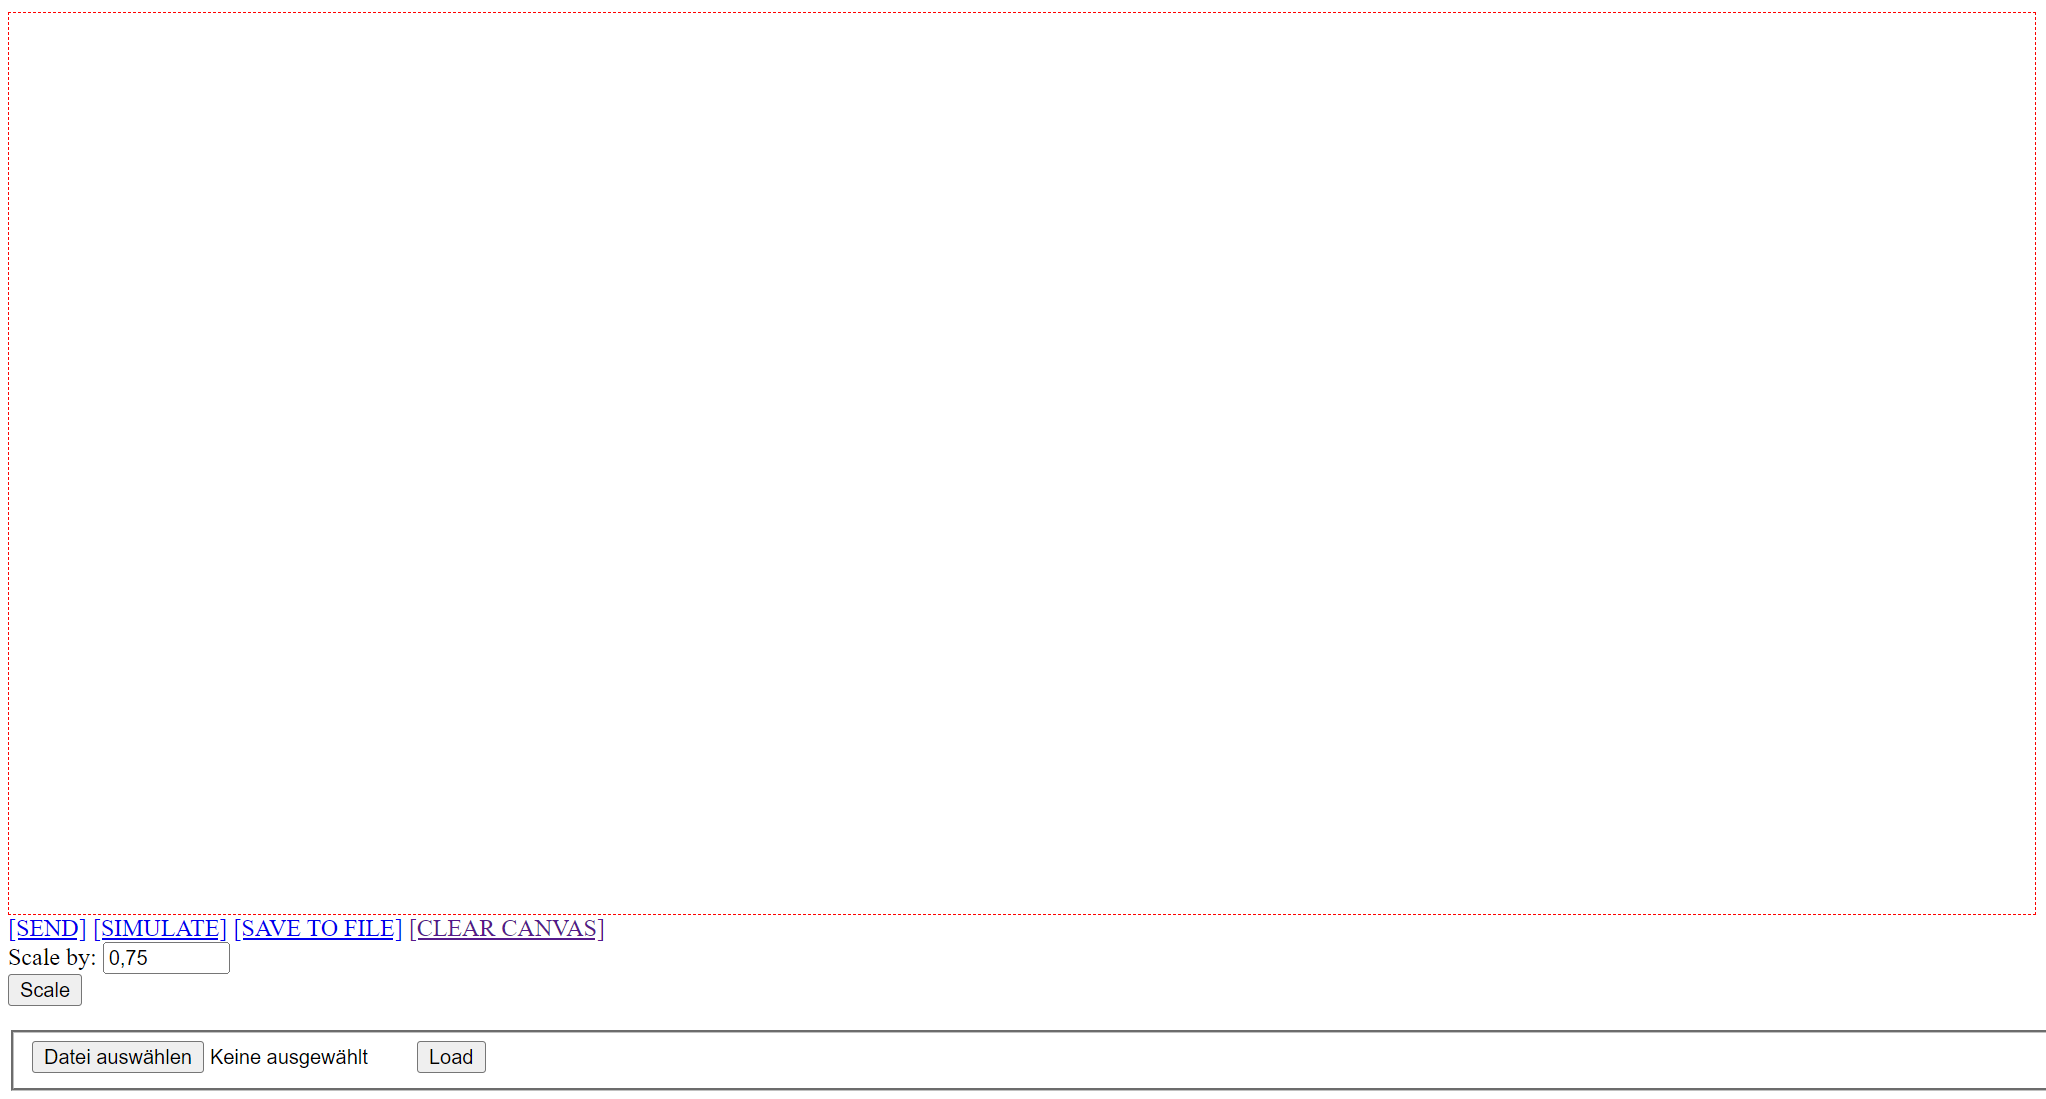 [SEND] [SIMULATE] [SAVE TO FILE] [CLEAR CANVAS]
Scale by: 0,75
Scale
Datei auswählen Keine ausgewählt Load